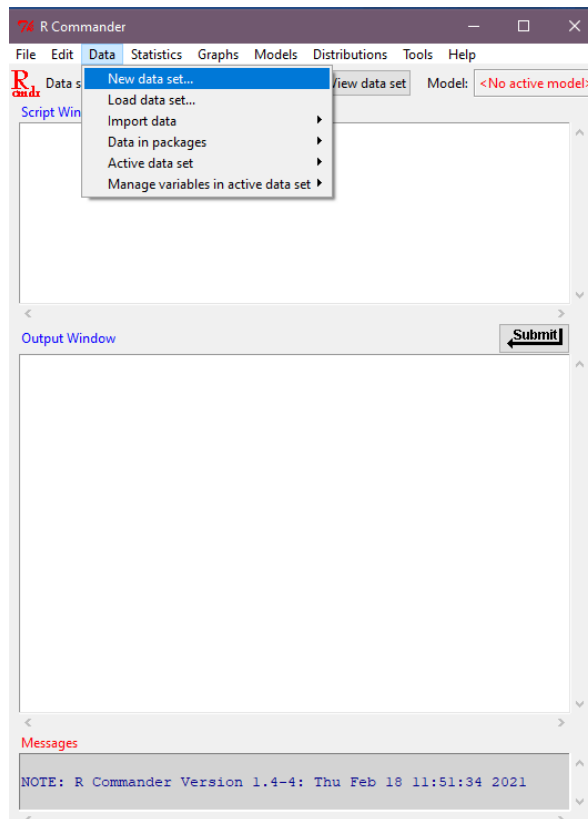 R Commander
File Edit Data Statistics Graphs Models Distributions Tools Help
R Data s New data set... View data set Model: <No active model>
cmdr
Load data set...
Script Win
Import data
Data in packages
Active data set
Manage variables in active data set
Output Window Submit
Messages
NOTE: R Commander Version 1.4-4: Thu Feb 18 11:51:34 2021